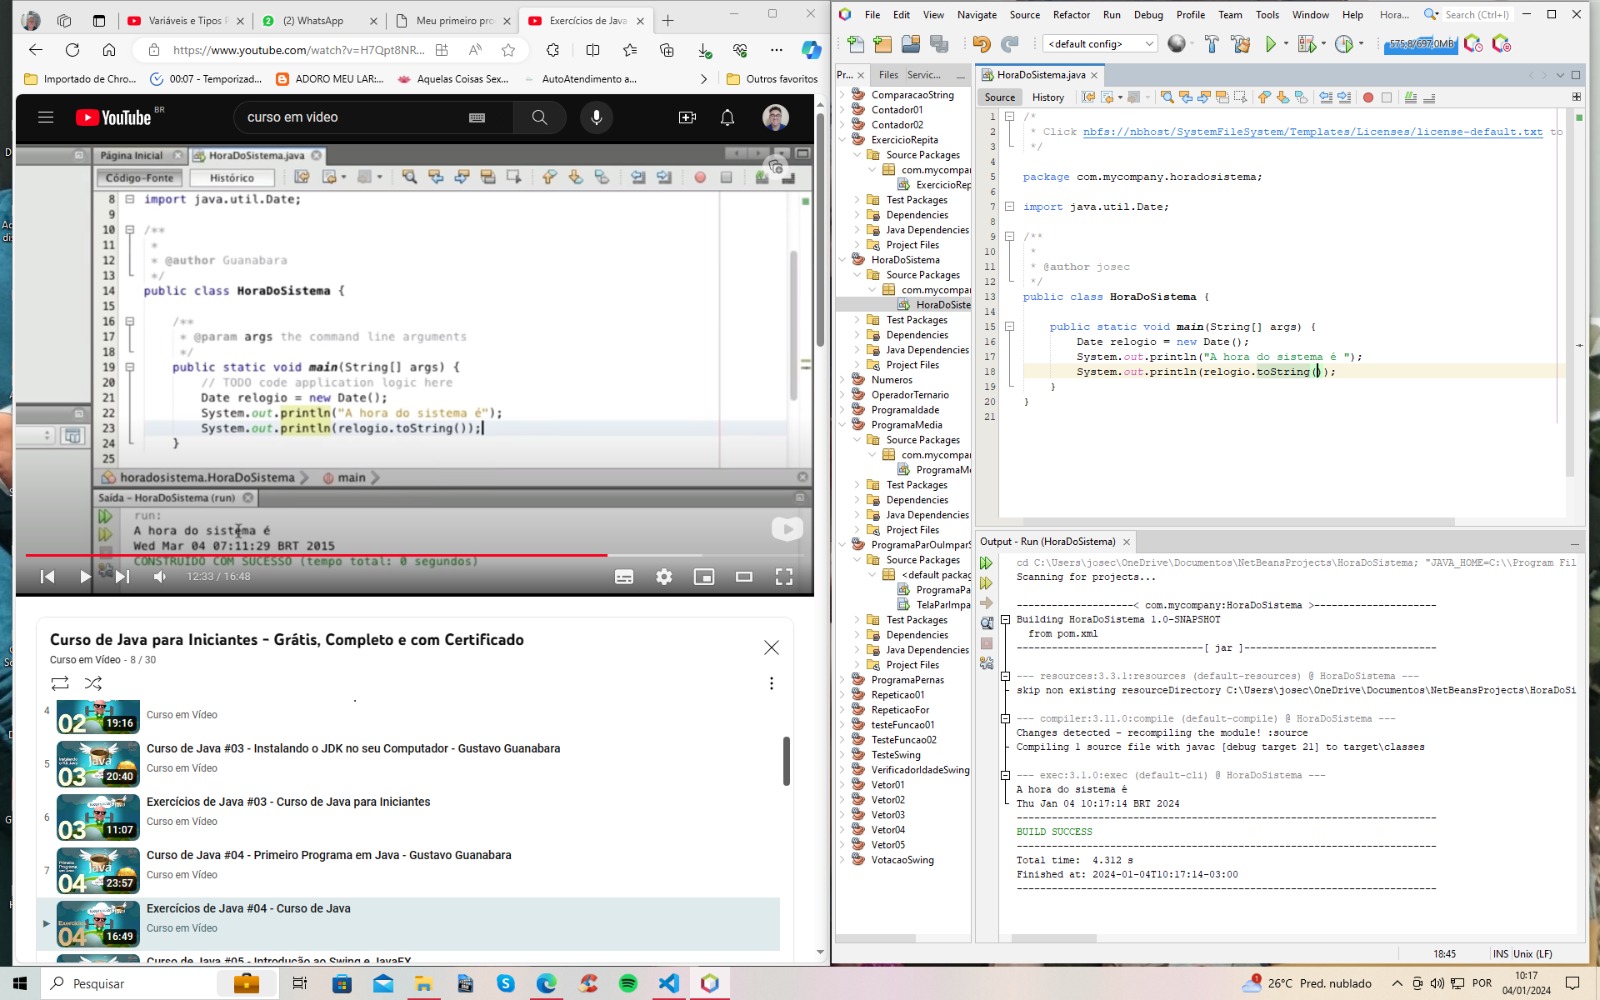 Variáveis e Tipos P
(2) WhatsApp
Meu primeiro pro
Exercícios de Java
https://www.youtube.com/watch?v=H7Qpt8NR...
Importado de Chro...
00:07 - Temporizad...
ADORO MEU LAR:...
Aquelas Coisas Sex...
AutoAtendimento a...
Outros favoritos
YouTube BR
curso em video
Página Inicial
HoraDoSistema.java
Código-Fonte
Histórico
8 import java.util.Date;
9
10 /**
11 *
12 * @author Guanabara
13 */
14 public class HoraDoSistema {
15
16 /**
17 * @param args the command line arguments
18 */
19 public static void main(String[] args) {
20 // TODO code application logic here
21 Date relogio = new Date();
22 System.out.println("A hora do sistema é");
23 System.out.println(relogio.toString());
24 }
25
horadosistema.HoraDoSistema
main
Saída – HoraDoSistema (run)
run:
A hora do sistema é
Wed Mar 04 07:11:29 BRT 2015
CONSTRUÍDO COM SUCESSO (tempo total: 0 segundos)
12:33 / 16:48
Curso de Java para Iniciantes - Grátis, Completo e com Certificado
Curso em Vídeo - 8 / 30
4
02
19:16
Curso em Vídeo
5
Java
03
20:40
Curso de Java #03 - Instalando o JDK no seu Computador - Gustavo Guanabara
Curso em Vídeo
6
03
11:07
Exercícios de Java #03 - Curso de Java para Iniciantes
Curso em Vídeo
7
Java
04
23:57
Curso de Java #04 - Primeiro Programa em Java - Gustavo Guanabara
Curso em Vídeo
04
16:49
Exercícios de Java #04 - Curso de Java
Curso em Vídeo
Curso de Java #05 - Introdução ao Swing e JavaFX
File Edit View Navigate Source Refactor Run Debug Profile Team Tools Window Help Hora...
Search (Ctrl+I)
<default config>
575,8/697,0MB
Pr...
Files
Servic...
ComparacaoString
Contador01
Contador02
ExercicioRepita
Source Packages
com.mycompar
ExercicioRep
Test Packages
Dependencies
Java Dependencies
Project Files
HoraDoSistema
Source Packages
com.mycompar
HoraDoSiste
Test Packages
Dependencies
Java Dependencies
Project Files
Numeros
OperadorTernario
ProgramaIdade
ProgramaMedia
Source Packages
com.mycompar
ProgramaMe
Test Packages
Dependencies
Java Dependencies
Project Files
ProgramaParOuImparS
Source Packages
<default packag
ProgramaPa
TelaParImpa
Test Packages
Dependencies
Java Dependencies
Project Files
ProgramaPernas
Repeticao01
RepeticaoFor
testeFuncao01
TesteFuncao02
TesteSwing
VerificadorIdadeSwing
Vetor01
Vetor02
Vetor03
Vetor04
Vetor05
VotacaoSwing
HoraDoSistema.java
Source
History
1 /*
2 * Click nbfs://nbhost/SystemFileSystem/Templates/Licenses/license-default.txt to
3 */
4
5 package com.mycompany.horadosistema;
6
7 import java.util.Date;
8
9 /**
10 *
11 * @author josec
12 */
13 public class HoraDoSistema {
14
15 public static void main(String[] args) {
16 Date relogio = new Date();
17 System.out.println("A hora do sistema é ");
18 System.out.println(relogio.toString());
19 }
20 }
21
Output - Run (HoraDoSistema)
cd C:\Users\josec\OneDrive\Documentos\NetBeansProjects\HoraDoSistema; "JAVA_HOME=C:\\Program Fil
Scanning for projects...
--------------------< com.mycompany:HoraDoSistema >---------------------
Building HoraDoSistema 1.0-SNAPSHOT
from pom.xml
--------------------------------[ jar ]---------------------------------
--- resources:3.3.1:resources (default-resources) @ HoraDoSistema ---
skip non existing resourceDirectory C:\Users\josec\OneDrive\Documentos\NetBeansProjects\HoraDoSi
--- compiler:3.11.0:compile (default-compile) @ HoraDoSistema ---
Changes detected - recompiling the module! :source
Compiling 1 source file with javac [debug target 21] to target\classes
--- exec:3.1.0:exec (default-cli) @ HoraDoSistema ---
A hora do sistema é
Thu Jan 04 10:17:14 BRT 2024
------------------------------------------------------------------------
BUILD SUCCESS
------------------------------------------------------------------------
Total time:  4.312 s
Finished at: 2024-01-04T10:17:14-03:00
------------------------------------------------------------------------
18:45
INS
Unix (LF)
Pesquisar
26°C Pred. nublado
POR
10:17
04/01/2024